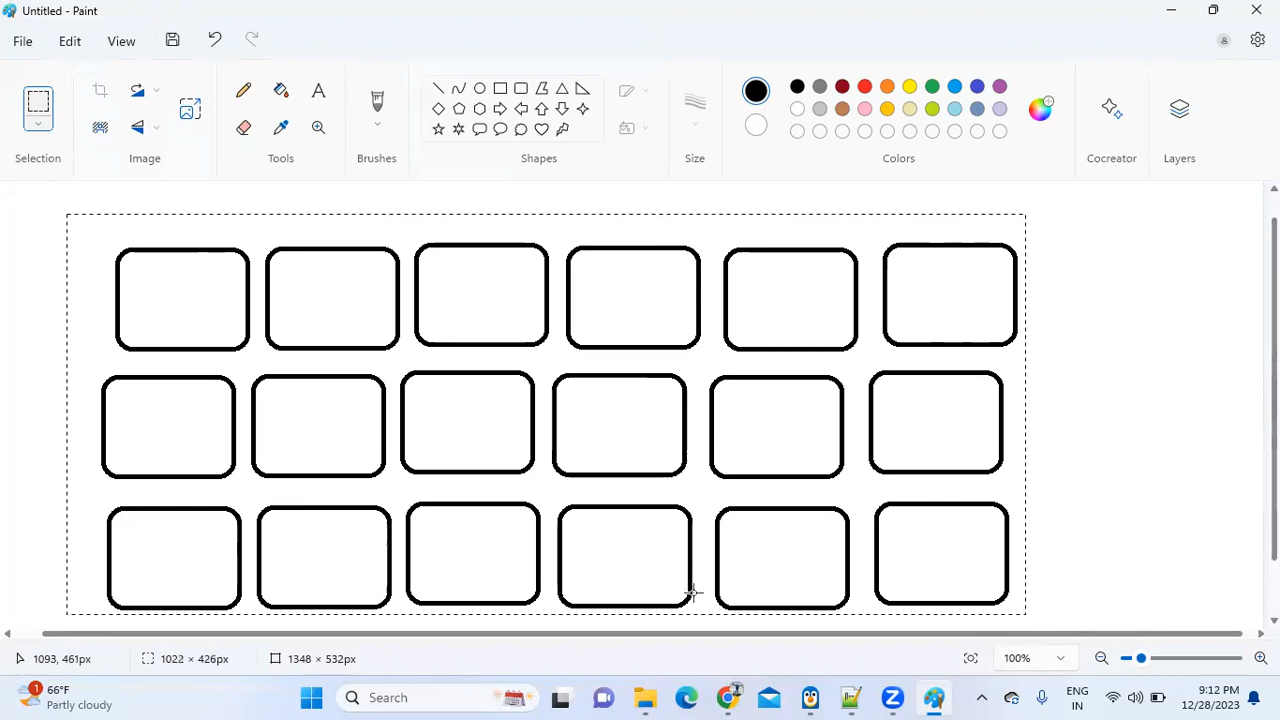 Untitled - Paint
File Edit View
A
Selection Image Tools Brushes Shapes Size Colors Cocreator Layers
1093, 461px 1022 × 426px 1348 × 532px 100%
1 66°F Search ENG 9:12 PM
Partly cloudy IN 12/28/2023